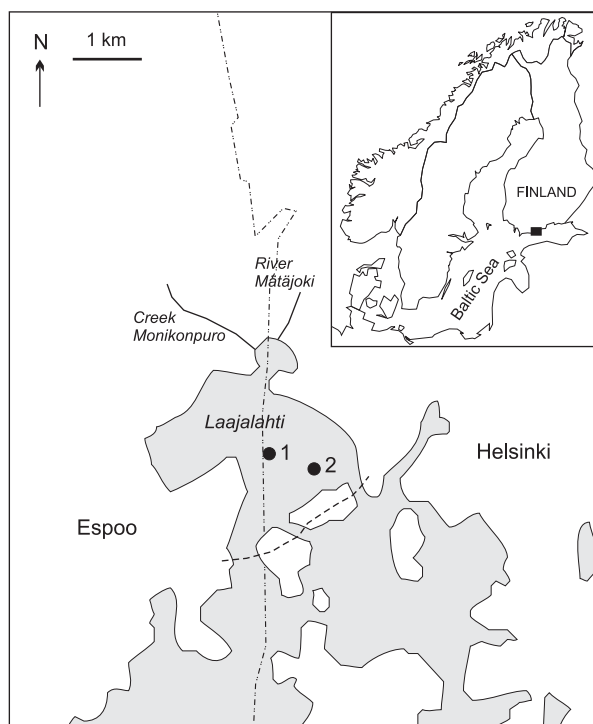 N
1 km
FINLAND
Baltic Sea
River
Mätäjoki
Creek
Monikonpuro
Laajalahti
1
2
Helsinki
Espoo